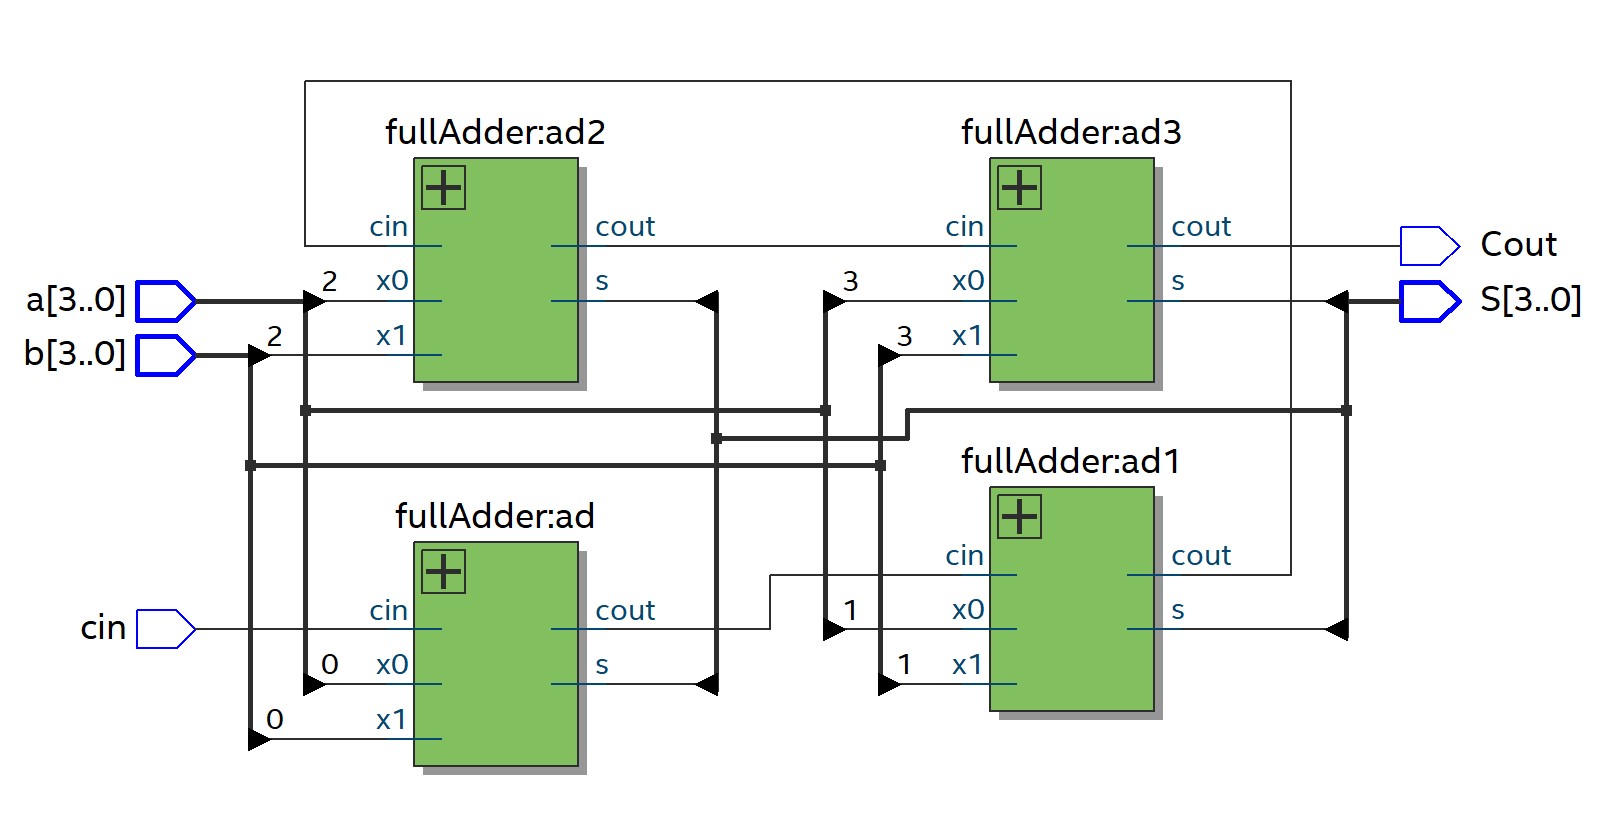 fullAdder:ad2
fullAdder:ad3
cin
cout
cin
cout
Cout
a[3..0]
2
x0
s
3
x0
s
S[3..0]
b[3..0]
2
x1
3
x1
fullAdder:ad1
fullAdder:ad
cin
cout
cin
cin
cout
1
x0
s
0
x0
s
1
x1
0
x1